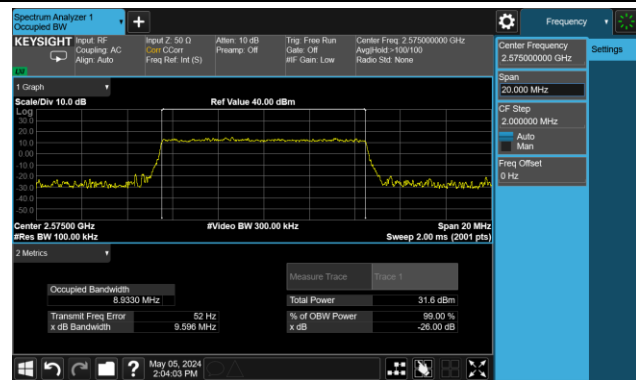 Spectrum Analyzer 1
Occupied BW
Frequency
KEYSIGHT
Input: RF
Coupling: AC
Align: Auto
Input Z: 50 Ω
Corr CCorr
Freq Ref: Int (S)
Atten: 10 dB
Preamp: Off
Trig: Free Run
Gate: Off
#IF Gain: Low
Center Freq: 2.575000000 GHz
Avg|Hold:>100/100
Radio Std: None
Center Frequency
2.575000000 GHz
Settings
Span
20.000 MHz
CF Step
2.000000 MHz
Auto
Man
Freq Offset
0 Hz
1 Graph
Scale/Div 10.0 dB
Ref Value 40.00 dBm
Log
30.0
20.0
10.0
0.00
-10.0
-20.0
-30.0
-40.0
-50.0
Center 2.57500 GHz
#Video BW 300.00 kHz
Span 20 MHz
#Res BW 100.00 kHz
Sweep 2.00 ms (2001 pts)
2 Metrics
Measure Trace
Trace 1
Occupied Bandwidth
8.9330 MHz
Total Power
31.6 dBm
Transmit Freq Error
52 Hz
% of OBW Power
99.00 %
x dB Bandwidth
9.596 MHz
x dB
-26.00 dB
May 05, 2024
2:04:03 PM